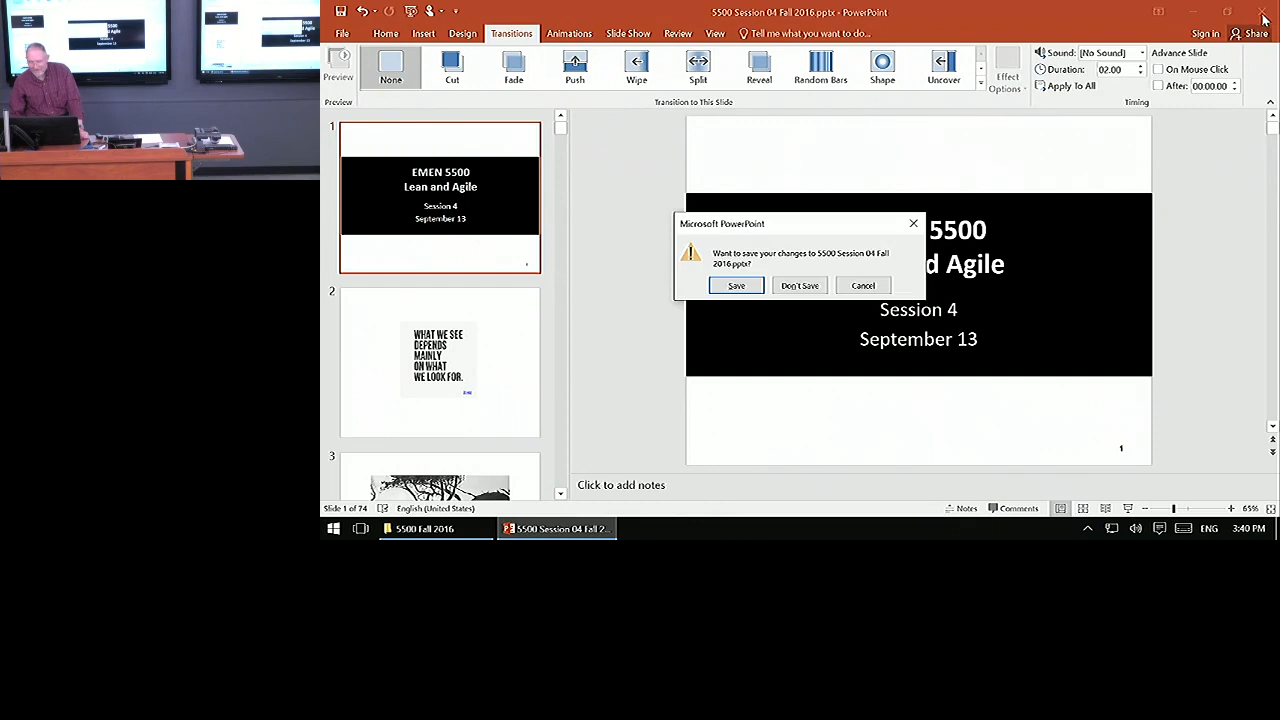 5500 Session 04 Fall 2016.pptx - PowerPoint
File Home Insert Design Transitions Animations Slide Show Review View Tell me what you want to do... Sign in Share
Preview
None Cut Fade Push Wipe Split Reveal Random Bars Shape Uncover
Effect
Options
Sound: [No Sound]
Duration: 02.00
Apply To All
Advance Slide
On Mouse Click
After: 00:00.00
Preview Transition to This Slide Timing
1
EMEN 5500
Lean and Agile
Session 4
September 13
2
WHAT WE SEE
DEPENDS
MAINLY
ON WHAT
WE LOOK FOR.
3
5500
d Agile
Session 4
September 13
1
Microsoft PowerPoint
Want to save your changes to 5500 Session 04 Fall
2016.pptx?
Save Don't Save Cancel
Click to add notes
Slide 1 of 74 English (United States) Notes Comments 65%
5500 Fall 2016 5500 Session 04 Fall 2... ENG 3:40 PM